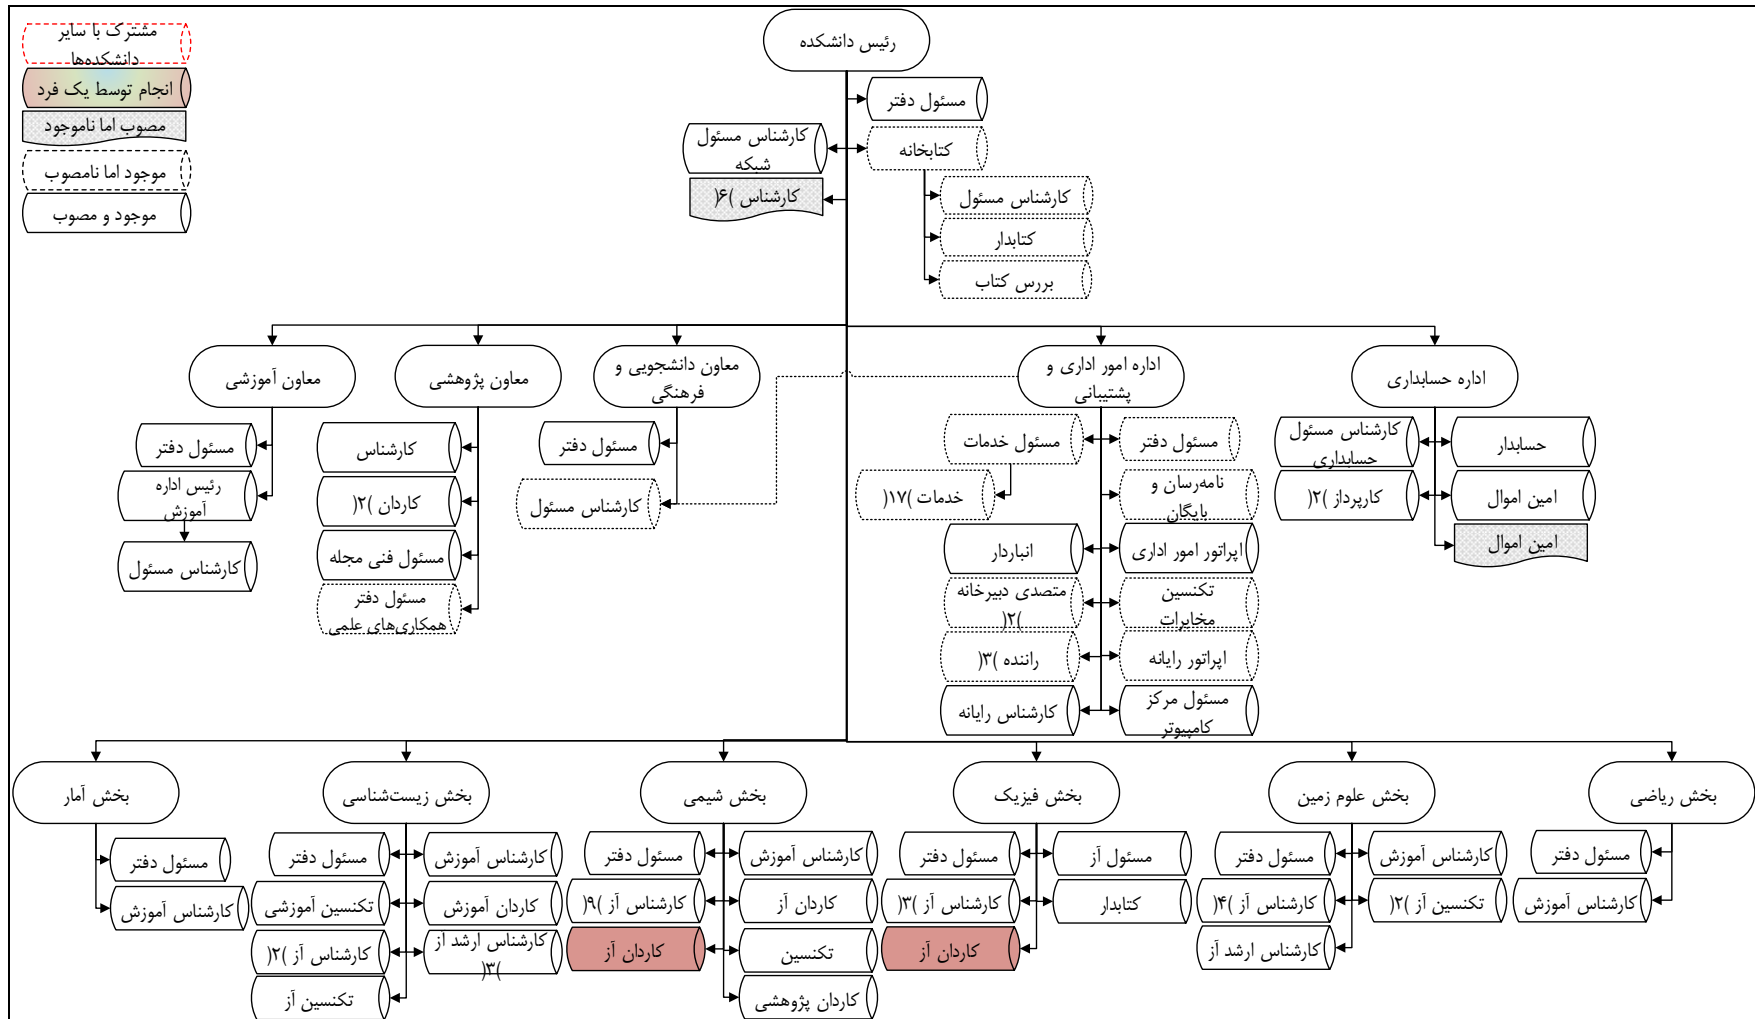 مشترک با سایر
دانشکده‌ها
انجام توسط یک فرد
مصوب اما ناموجود
موجود اما نامصوب
موجود و مصوب
رئیس دانشکده
مسئول دفتر
کتابخانه
کارشناس مسئول
شبکه
کارشناس )۶(
کارشناس مسئول
کتابدار
بررس کتاب
اداره حسابداری
اداره امور اداری و
پشتیبانی
معاون دانشجویی و
فرهنگی
معاون پژوهشی
معاون آموزشی
حسابدار
کارشناس مسئول
حسابداری
امین اموال
کارپرداز )۲(
امین اموال
مسئول دفتر
مسئول خدمات
نامه‌رسان و
بایگان
خدمات )۱۷(
اپراتور امور اداری
انباردار
تکنسین
مخابرات
متصدی دبیرخانه
)۲(
اپراتور رایانه
راننده )۳(
مسئول مرکز
کامپیوتر
کارشناس رایانه
مسئول دفتر
کارشناس مسئول
کارشناس
کاردان )۲(
مسئول فنی مجله
مسئول دفتر
همکاری‌های علمی
مسئول دفتر
رئیس اداره
آموزش
کارشناس مسئول
بخش ریاضی
بخش علوم زمین
بخش فیزیک
بخش شیمی
بخش زیست‌شناسی
بخش آمار
مسئول دفتر
کارشناس آموزش
کارشناس آموزش
مسئول دفتر
تکنسین آز )۲(
کارشناس آز )۴(
کارشناس ارشد آز
مسئول آز
مسئول دفتر
کتابدار
کارشناس آز )۳(
کاردان آز
کارشناس آموزش
مسئول دفتر
کاردان آز
کارشناس آز )۹(
تکنسین
کاردان آز
کاردان پژوهشی
کارشناس آموزش
مسئول دفتر
کاردان آموزش
تکنسین آموزشی
کارشناس ارشد آز
)۳(
کارشناس آز )۲(
تکنسین آز
مسئول دفتر
کارشناس آموزش